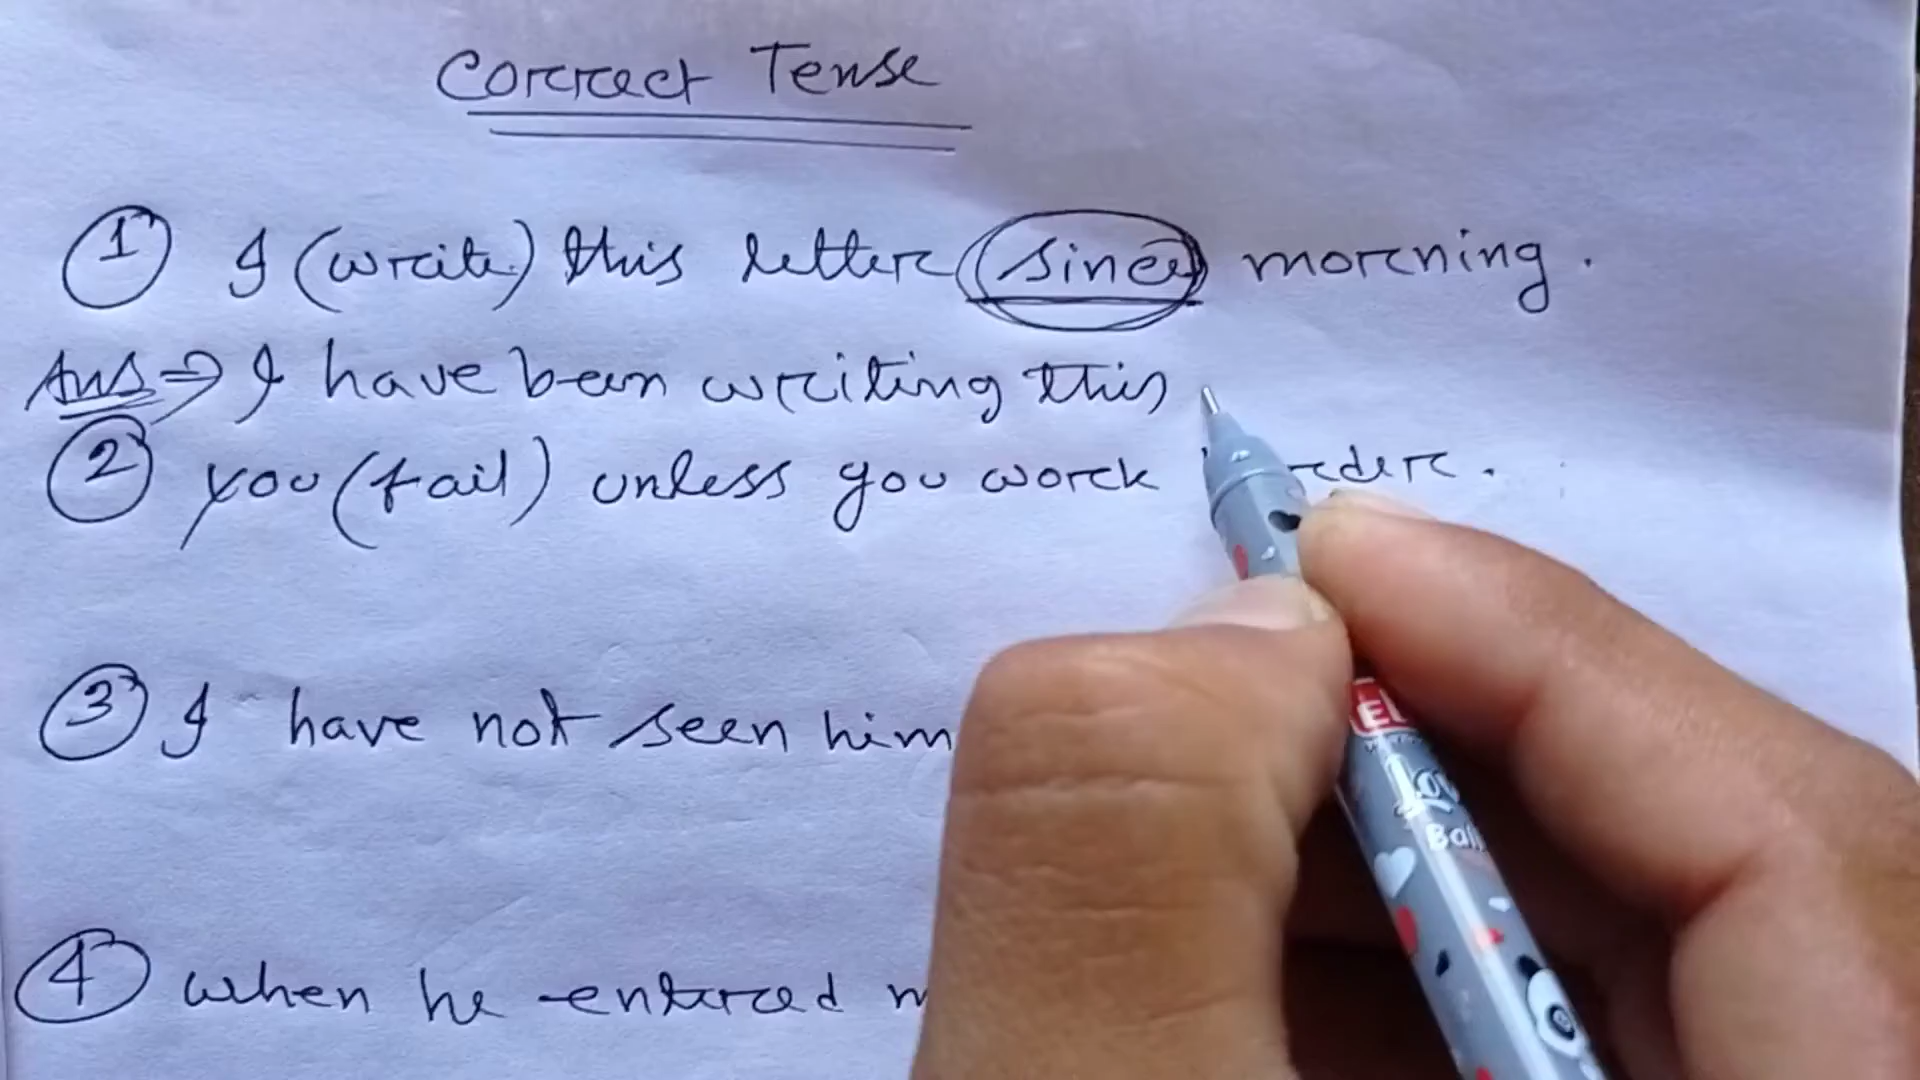 Correct Tense
① I (write) this letter (since) morning.
Ans ⇒ I have been writing this
② You (fail) unless you work
③ I have not seen him
④ when he entered